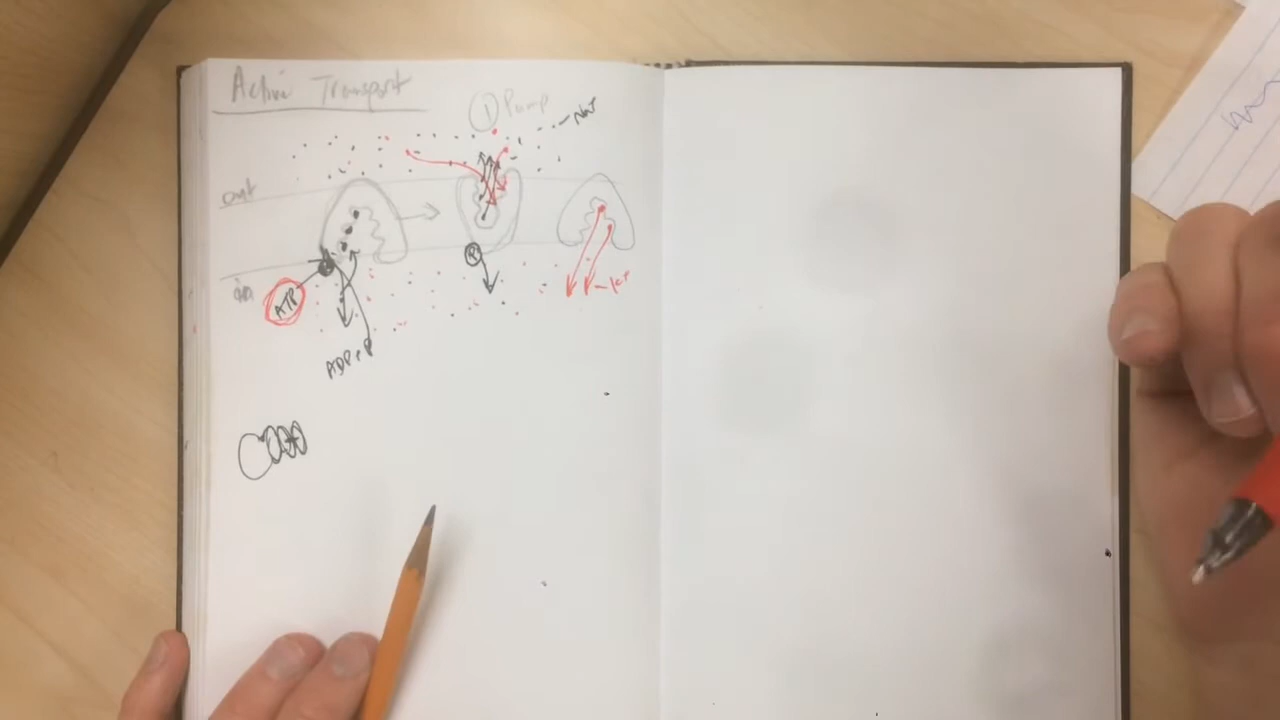 Active Transport
① Pump
Na+
out
in
ATP
P
K+
ADP + P